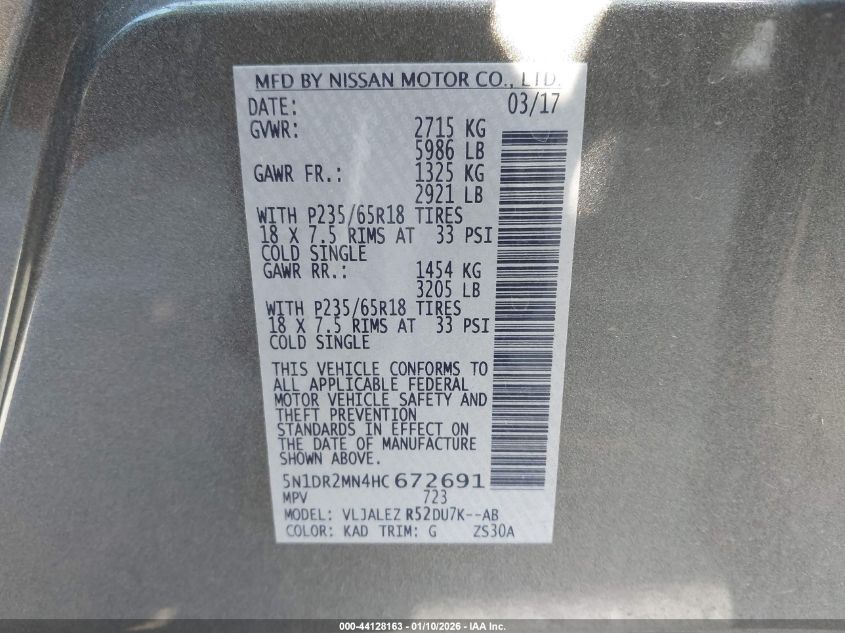 MFD BY NISSAN MOTOR CO., LTD.
DATE: 03/17
GVWR: 2715 KG
5986 LB
GAWR FR.: 1325 KG
2921 LB
WITH P235/65R18 TIRES
18 X 7.5 RIMS AT 33 PSI
COLD SINGLE
GAWR RR.: 1454 KG
3205 LB
WITH P235/65R18 TIRES
18 X 7.5 RIMS AT 33 PSI
COLD SINGLE
THIS VEHICLE CONFORMS TO
ALL APPLICABLE FEDERAL
MOTOR VEHICLE SAFETY AND
THEFT PREVENTION
STANDARDS IN EFFECT ON
THE DATE OF MANUFACTURE
SHOWN ABOVE.
5N1DR2MN4HC672691
MPV 723
MODEL: VLJALEZ R52DU7K--AB
COLOR: KAD TRIM: G ZS30A
000-44128163 — 01/10/2026 — IAA Inc.